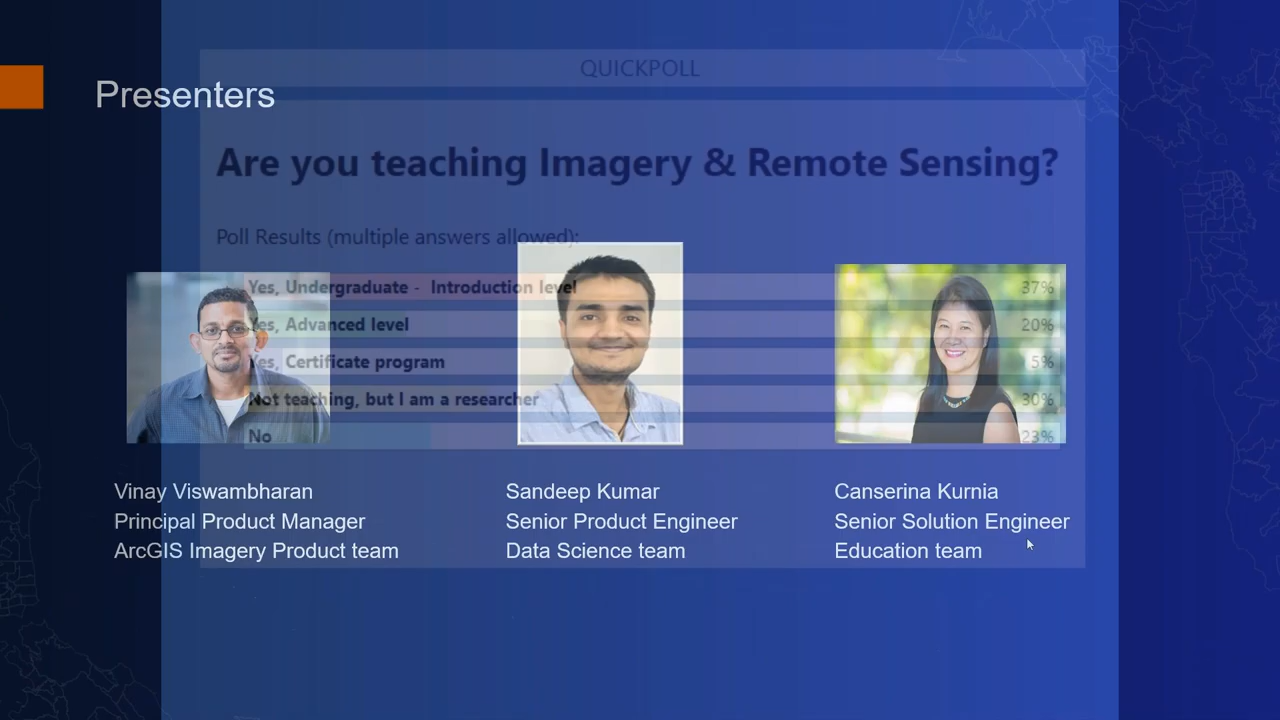 QUICKPOLL
Presenters
Are you teaching Imagery & Remote Sensing?
Poll Results (multiple answers allowed):
Yes, Undergraduate - Introduction level 37%
Yes, Advanced level 20%
Yes, Certificate program 5%
Not teaching, but I am a researcher 30%
No 23%
Vinay Viswambharan
Principal Product Manager
ArcGIS Imagery Product team
Sandeep Kumar
Senior Product Engineer
Data Science team
Canserina Kurnia
Senior Solution Engineer
Education team